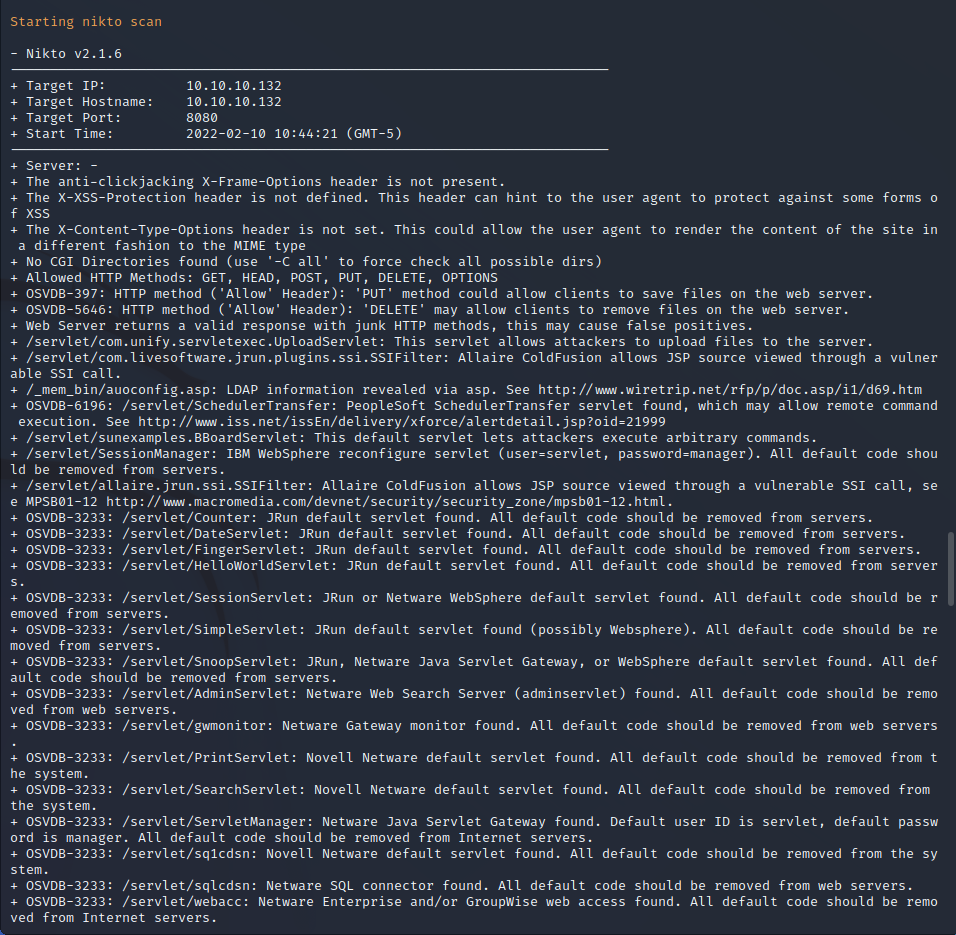 Starting nikto scan
- Nikto v2.1.6
+ Target IP: 10.10.10.132
+ Target Hostname: 10.10.10.132
+ Target Port: 8080
+ Start Time: 2022-02-10 10:44:21 (GMT-5)
+ Server: -
+ The anti-clickjacking X-Frame-Options header is not present.
+ The X-XSS-Protection header is not defined. This header can hint to the user agent to protect against some forms o
f XSS
+ The X-Content-Type-Options header is not set. This could allow the user agent to render the content of the site in
 a different fashion to the MIME type
+ No CGI Directories found (use '-C all' to force check all possible dirs)
+ Allowed HTTP Methods: GET, HEAD, POST, PUT, DELETE, OPTIONS
+ OSVDB-397: HTTP method ('Allow' Header): 'PUT' method could allow clients to save files on the web server.
+ OSVDB-5646: HTTP method ('Allow' Header): 'DELETE' may allow clients to remove files on the web server.
+ Web Server returns a valid response with junk HTTP methods, this may cause false positives.
+ /servlet/com.unify.servletexec.UploadServlet: This servlet allows attackers to upload files to the server.
+ /servlet/com.livesoftware.jrun.plugins.ssi.SSIFilter: Allaire ColdFusion allows JSP source viewed through a vulner
able SSI call.
+ /_mem_bin/auoconfig.asp: LDAP information revealed via asp. See http://www.wiretrip.net/rfp/p/doc.asp/i1/d69.htm
+ OSVDB-6196: /servlet/SchedulerTransfer: PeopleSoft SchedulerTransfer servlet found, which may allow remote command
 execution. See http://www.iss.net/issEn/delivery/xforce/alertdetail.jsp?oid=21999
+ /servlet/sunexamples.BBoardServlet: This default servlet lets attackers execute arbitrary commands.
+ /servlet/SessionManager: IBM WebSphere reconfigure servlet (user=servlet, password=manager). All default code shou
ld be removed from servers.
+ /servlet/allaire.jrun.ssi.SSIFilter: Allaire ColdFusion allows JSP source viewed through a vulnerable SSI call, se
e MPSB01-12 http://www.macromedia.com/devnet/security/security_zone/mpsb01-12.html.
+ OSVDB-3233: /servlet/Counter: JRun default servlet found. All default code should be removed from servers.
+ OSVDB-3233: /servlet/DateServlet: JRun default servlet found. All default code should be removed from servers.
+ OSVDB-3233: /servlet/FingerServlet: JRun default servlet found. All default code should be removed from servers.
+ OSVDB-3233: /servlet/HelloWorldServlet: JRun default servlet found. All default code should be removed from server
s.
+ OSVDB-3233: /servlet/SessionServlet: JRun or Netware WebSphere default servlet found. All default code should be r
emoved from servers.
+ OSVDB-3233: /servlet/SimpleServlet: JRun default servlet found (possibly Websphere). All default code should be re
moved from servers.
+ OSVDB-3233: /servlet/SnoopServlet: JRun, Netware Java Servlet Gateway, or WebSphere default servlet found. All def
ault code should be removed from servers.
+ OSVDB-3233: /servlet/AdminServlet: Netware Web Search Server (adminservlet) found. All default code should be remo
ved from web servers.
+ OSVDB-3233: /servlet/gwmonitor: Netware Gateway monitor found. All default code should be removed from web servers
.
+ OSVDB-3233: /servlet/PrintServlet: Novell Netware default servlet found. All default code should be removed from t
he system.
+ OSVDB-3233: /servlet/SearchServlet: Novell Netware default servlet found. All default code should be removed from 
the system.
+ OSVDB-3233: /servlet/ServletManager: Netware Java Servlet Gateway found. Default user ID is servlet, default passw
ord is manager. All default code should be removed from Internet servers.
+ OSVDB-3233: /servlet/sq1cdsn: Novell Netware default servlet found. All default code should be removed from the sy
stem.
+ OSVDB-3233: /servlet/sqlcdsn: Netware SQL connector found. All default code should be removed from web servers.
+ OSVDB-3233: /servlet/webacc: Netware Enterprise and/or GroupWise web access found. All default code should be remo
ved from Internet servers.